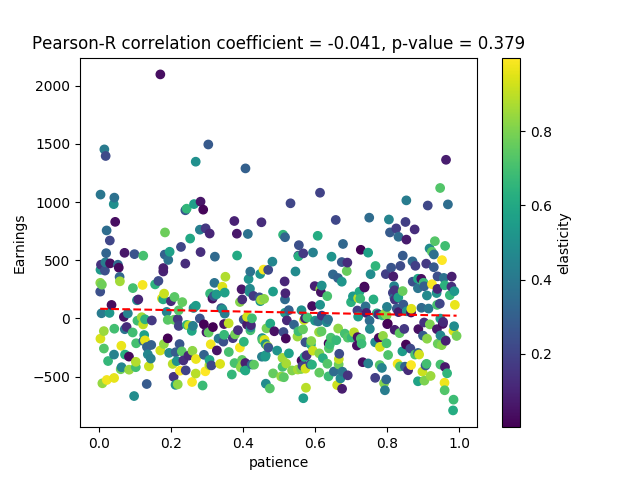 Pearson-R correlation coefficient = -0.041, p-value = 0.379
2000
1500
1000
500
0
−500
Earnings
0.0 0.2 0.4 0.6 0.8 1.0
patience
0.8
0.6
0.4
0.2
elasticity